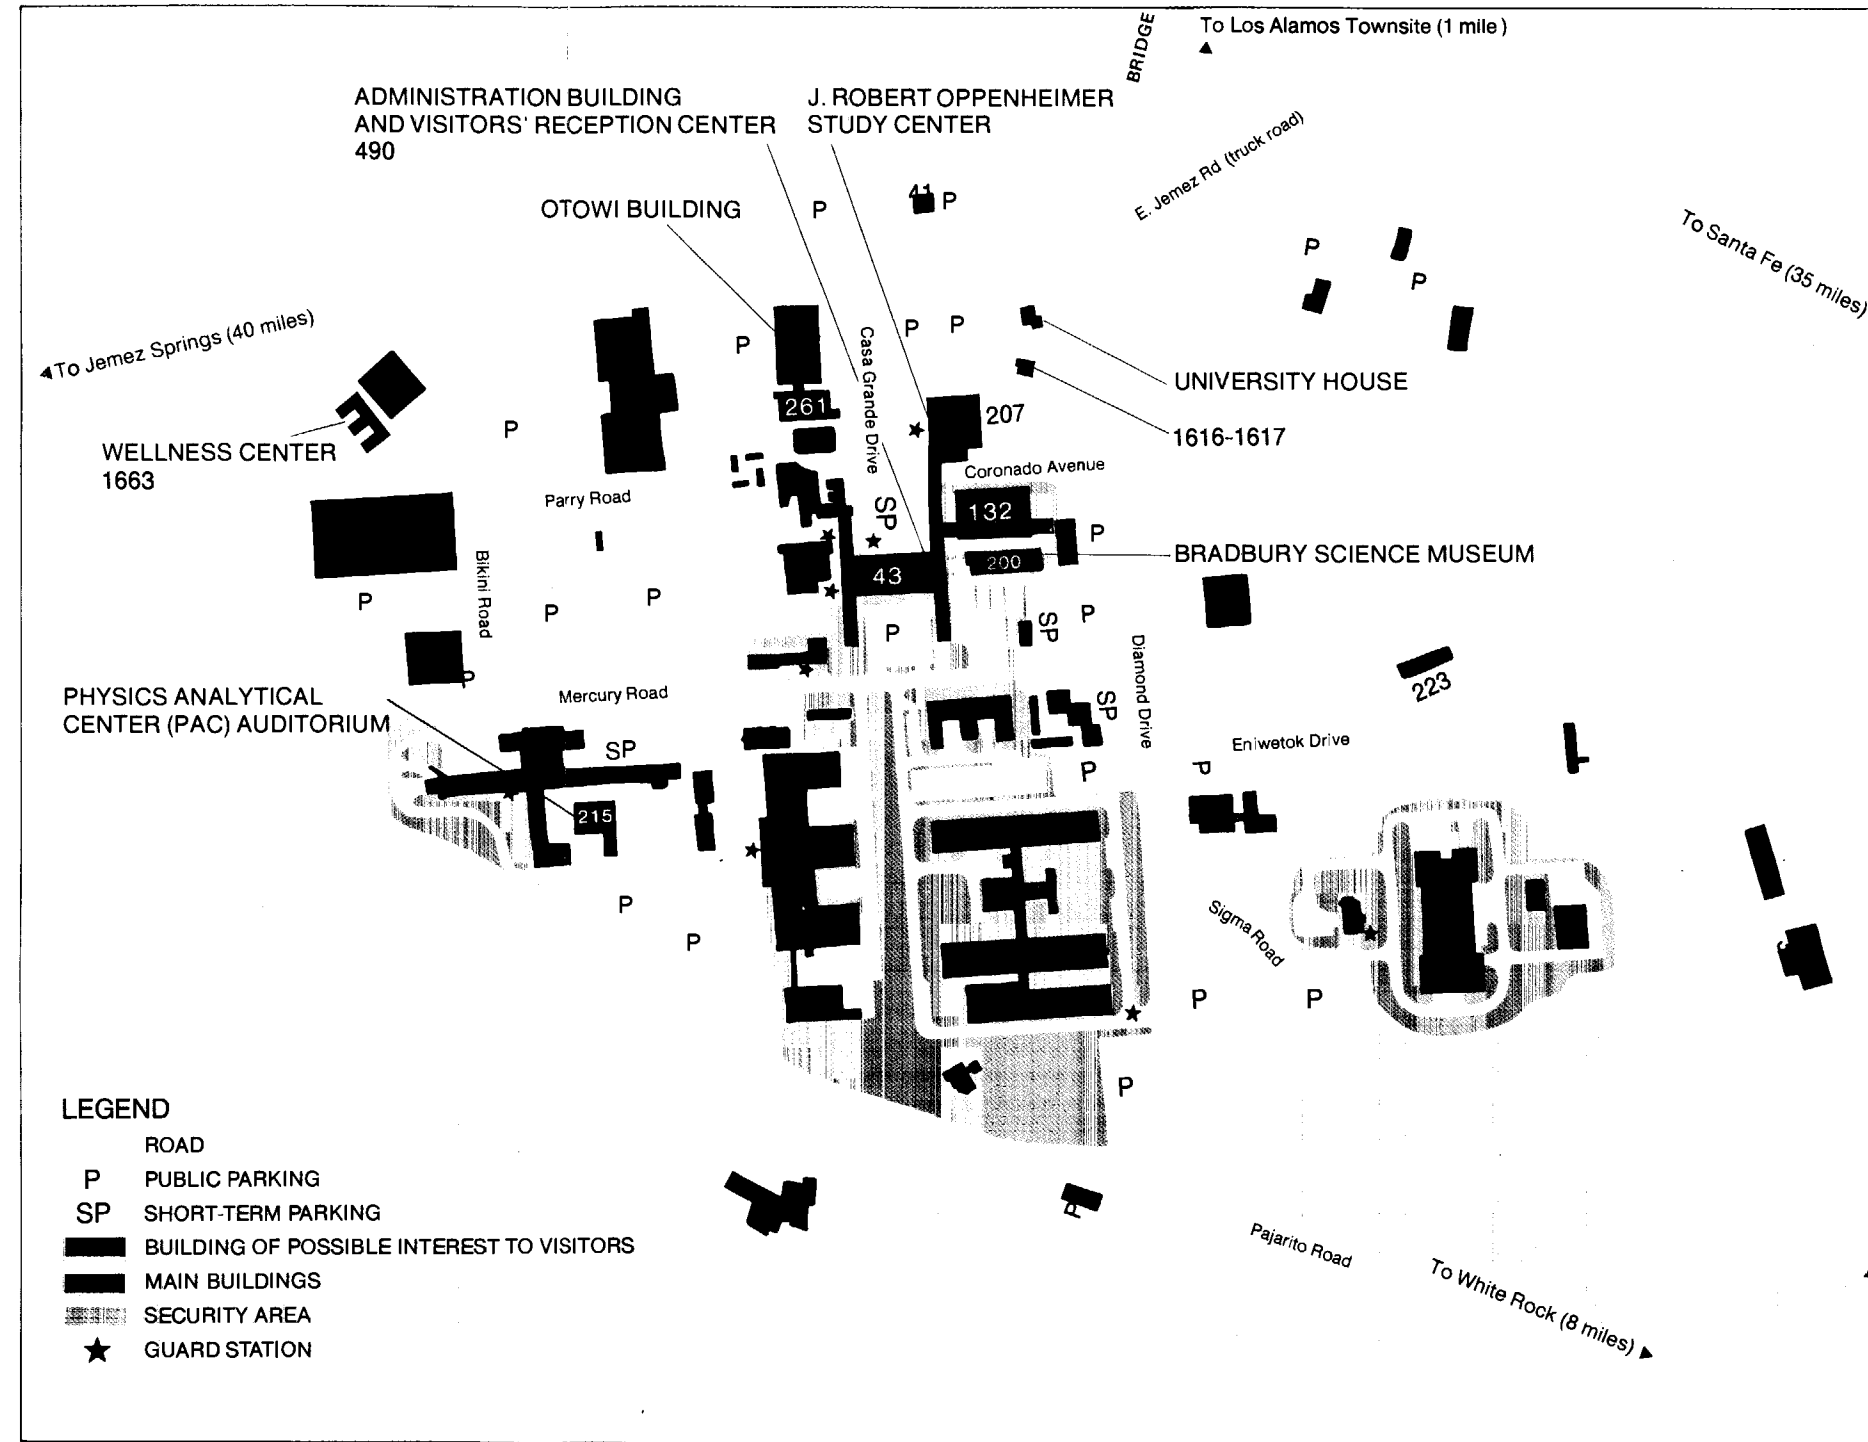 BRIDGE
To Los Alamos Townsite (1 mile)
ADMINISTRATION BUILDING
AND VISITORS' RECEPTION CENTER
490
J. ROBERT OPPENHEIMER
STUDY CENTER
E. Jemez Rd (truck road)
41
P
OTOWI BUILDING
P
To Santa Fe (35 miles)
P
P
To Jemez Springs (40 miles)
P
Casa Grande Drive
P
P
UNIVERSITY HOUSE
261
207
P
1616-1617
WELLNESS CENTER
1663
Coronado Avenue
Parry Road
SP
132
P
BRADBURY SCIENCE MUSEUM
200
43
Bikini Road
P
P
P
P
SP
P
Diamond Drive
P
223
PHYSICS ANALYTICAL
CENTER (PAC) AUDITORIUM
Mercury Road
SP
SP
Eniwetok Drive
P
P
215
P
P
Sigma Road
P
P
P
LEGEND
ROAD
P PUBLIC PARKING
SP SHORT-TERM PARKING
BUILDING OF POSSIBLE INTEREST TO VISITORS
MAIN BUILDINGS
SECURITY AREA
GUARD STATION
P
Pajarito Road
To White Rock (8 miles)